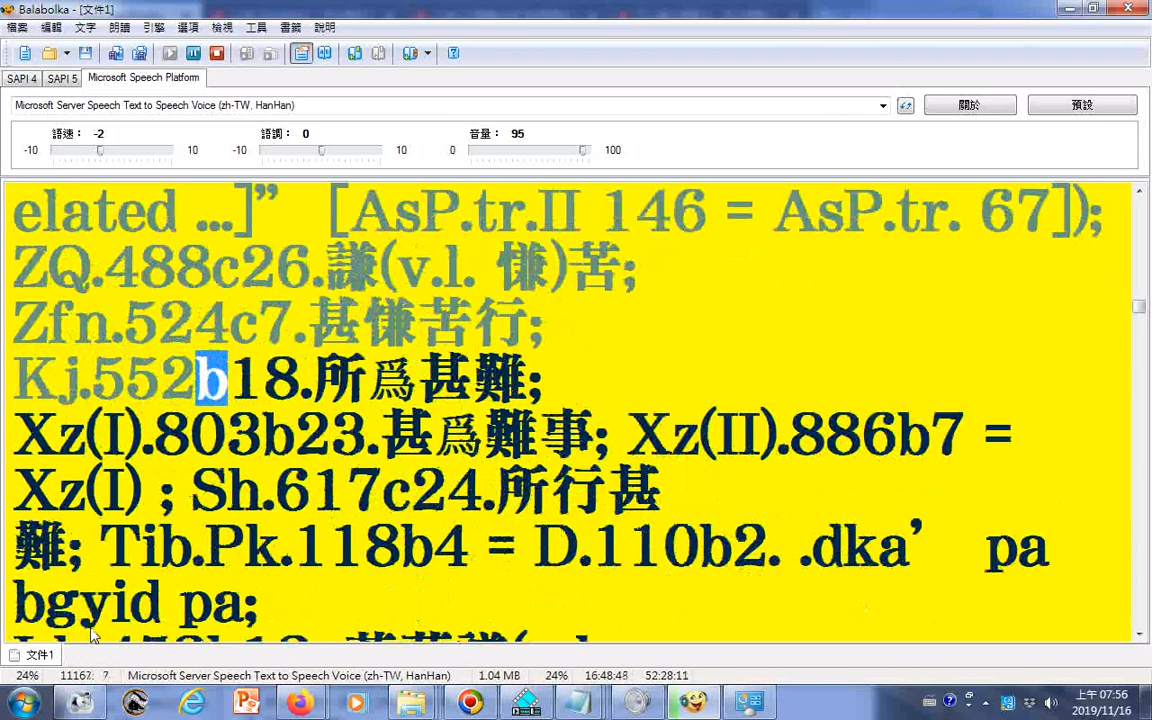 Balabolka - [文件1]
檔案 編輯 文字 朗讀 引擎 選項 檢視 工具 書籤 說明
SAPI 4 SAPI 5 Microsoft Speech Platform
Microsoft Server Speech Text to Speech Voice (zh-TW, HanHan) 關於 預設
語速： -2 語調： 0 音量： 95
-10 10 -10 10 0 100
elated ...]” [AsP.tr.II 146 = AsP.tr. 67]);
ZQ.488c26.謙(v.l. 慊)苦;
Zfn.524c7.甚慊苦行;
Kj.552b18.所爲甚難;
Xz(I).803b23.甚爲難事; Xz(II).886b7 =
Xz(I) ; Sh.617c24.所行甚
難; Tib.Pk.118b4 = D.110b2. .dka’ pa
bgyid pa;
文件1
24% Microsoft Server Speech Text to Speech Voice (zh-TW, HanHan) 1.04 MB 24% 16:48:48 52:28:11
上午 07:56
2019/11/16